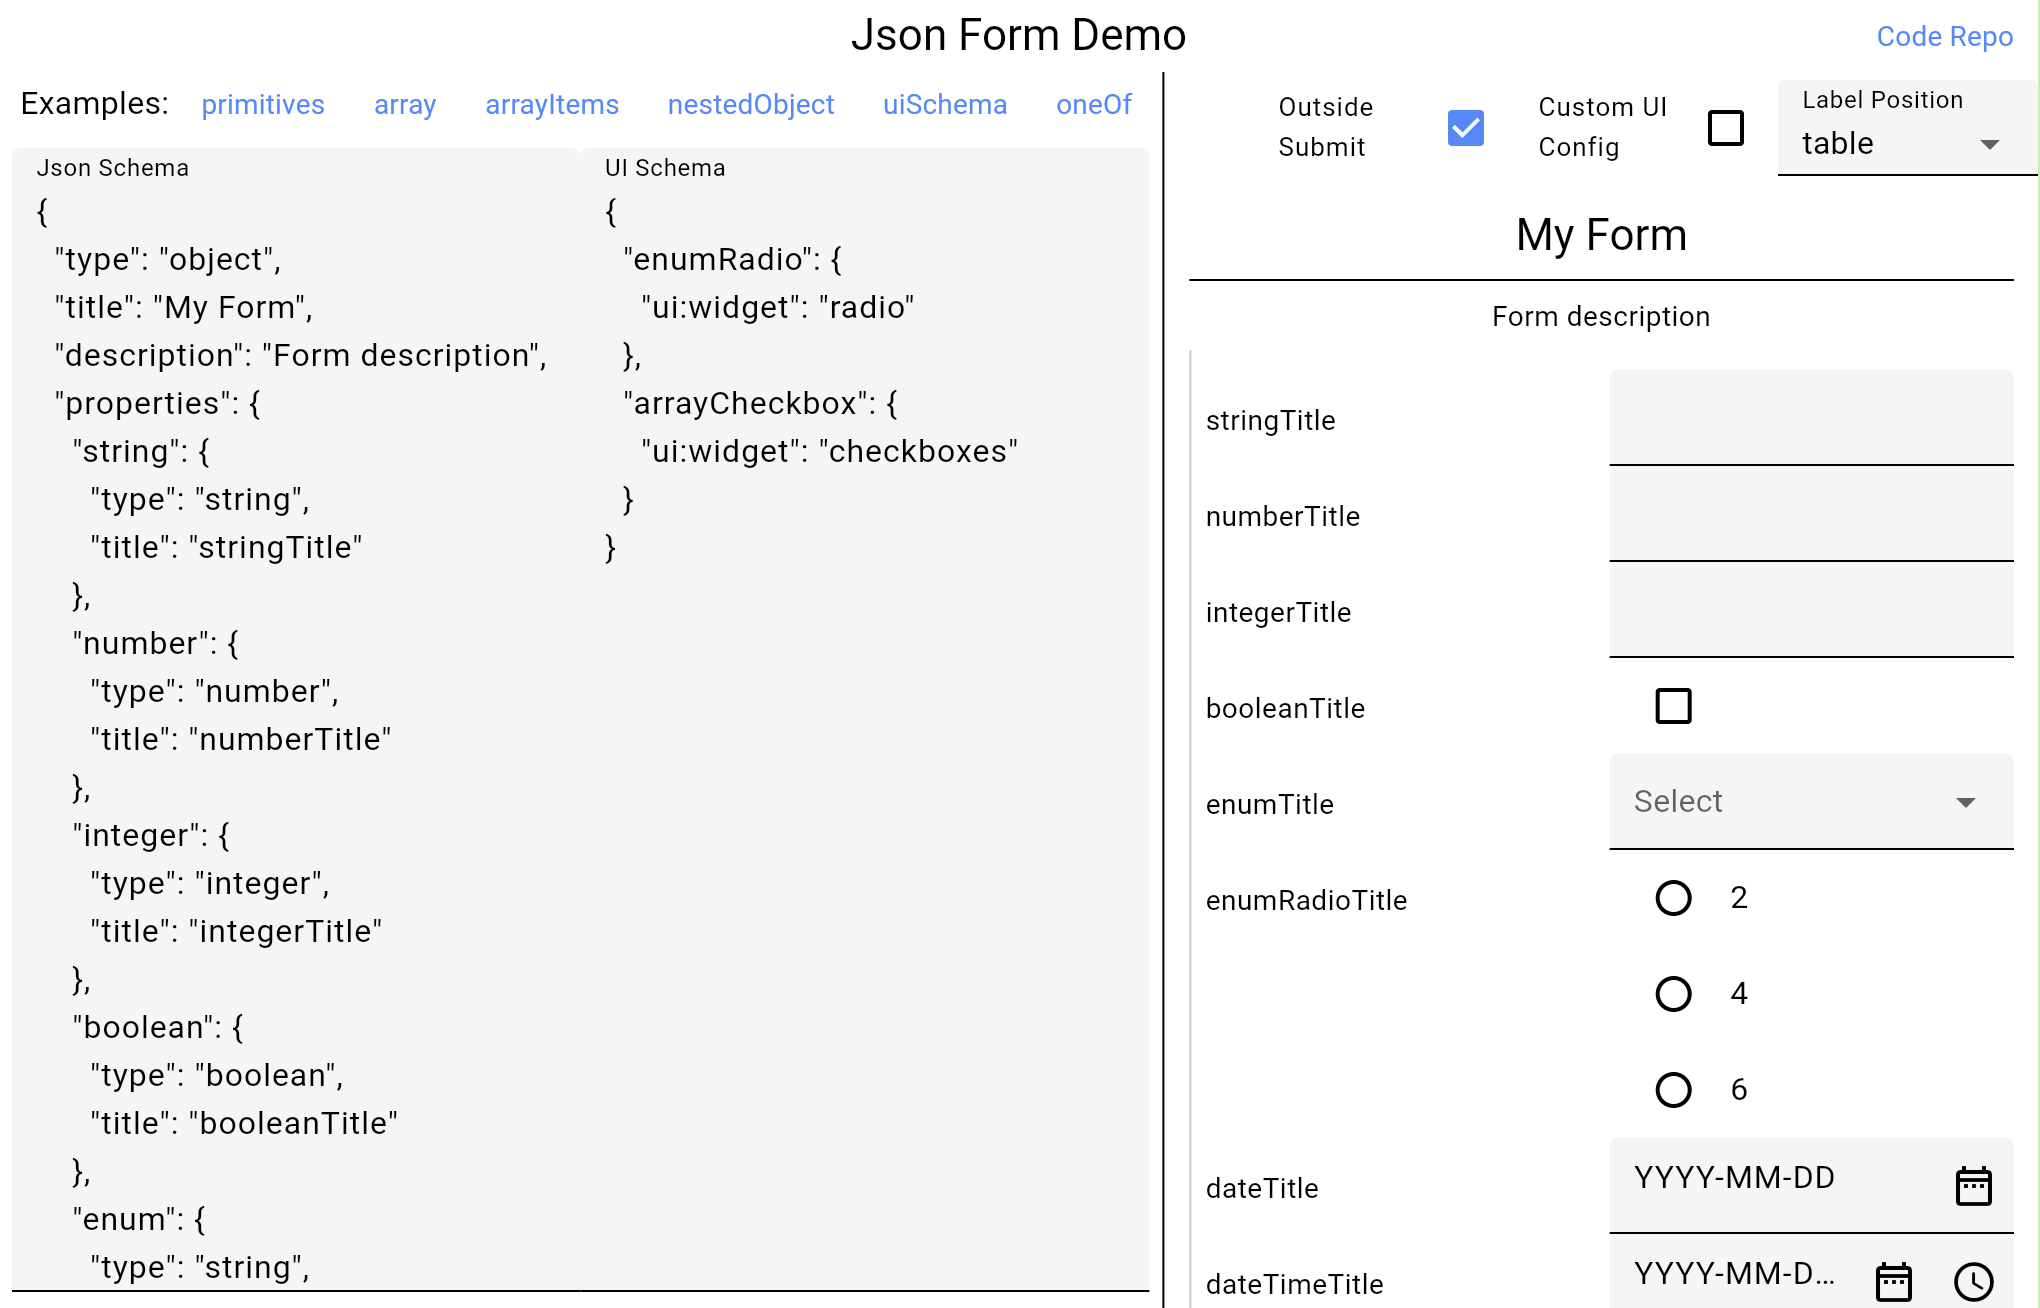 Json Form Demo
Code Repo
Examples: primitives array arrayItems nestedObject uiSchema oneOf
Json Schema
{
"type": "object",
"title": "My Form",
"description": "Form description",
"properties": {
"string": {
"type": "string",
"title": "stringTitle"
},
"number": {
"type": "number",
"title": "numberTitle"
},
"integer": {
"type": "integer",
"title": "integerTitle"
},
"boolean": {
"type": "boolean",
"title": "booleanTitle"
},
"enum": {
"type": "string",
UI Schema
{
"enumRadio": {
"ui:widget": "radio"
},
"arrayCheckbox": {
"ui:widget": "checkboxes"
}
}
Outside
Submit
Custom UI
Config
Label Position
table
My Form
Form description
stringTitle
numberTitle
integerTitle
booleanTitle
enumTitle
Select
enumRadioTitle
2
4
6
dateTitle
YYYY-MM-DD
dateTimeTitle
YYYY-MM-D...